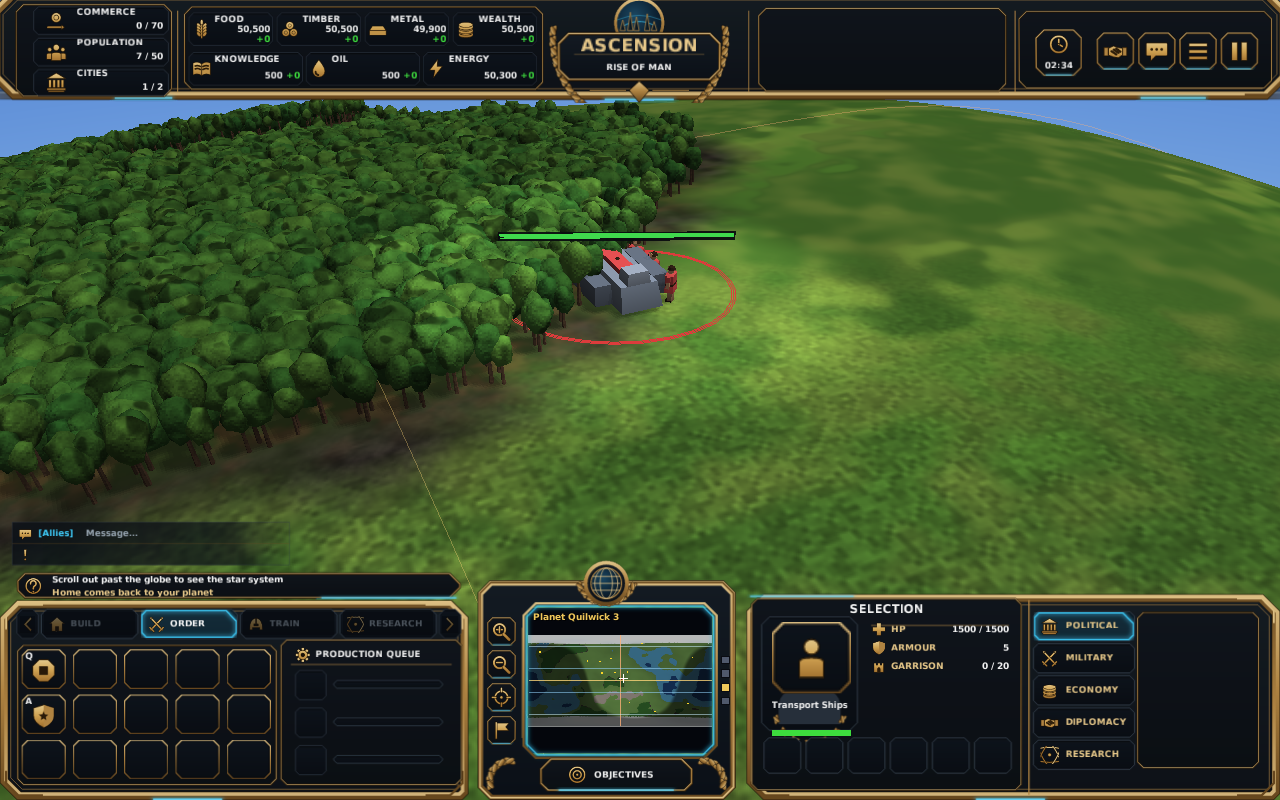 COMMERCE
0 / 70
POPULATION
7 / 50
CITIES
1 / 2
FOOD
50,500
+0
TIMBER
50,500
+0
METAL
49,900
+0
WEALTH
50,500
+0
KNOWLEDGE
500 +0
OIL
500 +0
ENERGY
50,300 +0
ASCENSION
RISE OF MAN
02:34
[Allies] Message...
!
Scroll out past the globe to see the star system
Home comes back to your planet
BUILD
ORDER
TRAIN
RESEARCH
Q
A
PRODUCTION QUEUE
Planet Quilwick 3
OBJECTIVES
SELECTION
Transport Ships
HP 1500 / 1500
ARMOUR 5
GARRISON 0 / 20
POLITICAL
MILITARY
ECONOMY
DIPLOMACY
RESEARCH